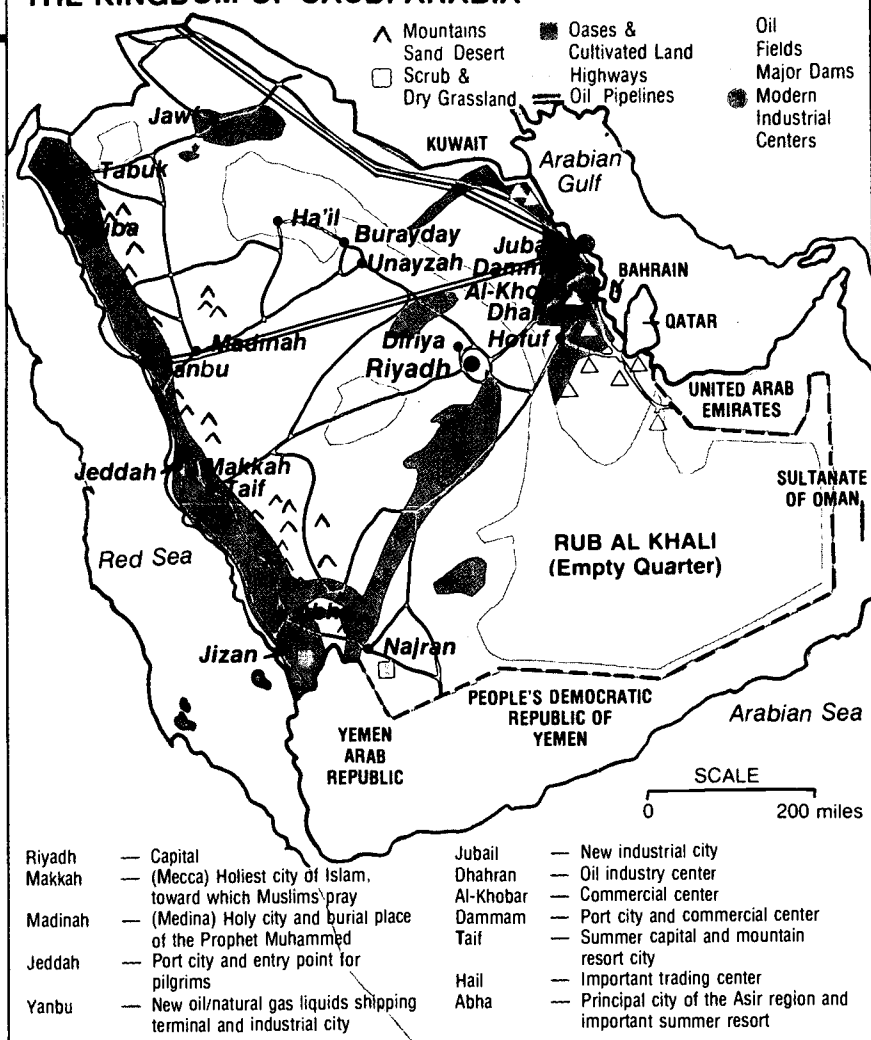 THE KINGDOM OF SAUDI ARABIA
Mountains
Sand Desert
Scrub &
Dry Grassland
Oases &
Cultivated Land
Highways
Oil Pipelines
Oil
Fields
Major Dams
Modern
Industrial
Centers
Jawf
KUWAIT
Arabian
Gulf
Tabuk
Ha'il
Burayday
Unayzah
Jubail
Dammam
BAHRAIN
Al-Khobar
Dhahran
QATAR
Madinah
Diriya
Hofuf
Yanbu
Riyadh
UNITED ARAB
EMIRATES
Jeddah
Makkah
Taif
SULTANATE
OF OMAN
Red Sea
RUB AL KHALI
(Empty Quarter)
Abha
Jizan
Najran
PEOPLE'S DEMOCRATIC
REPUBLIC OF
YEMEN
Arabian Sea
YEMEN
ARAB
REPUBLIC
SCALE
0 200 miles
Riyadh — Capital
Makkah — (Mecca) Holiest city of Islam,
toward which Muslims pray
Madinah — (Medina) Holy city and burial place
of the Prophet Muhammed
Jeddah — Port city and entry point for
pilgrims
Yanbu — New oil/natural gas liquids shipping
terminal and industrial city
Jubail — New industrial city
Dhahran — Oil industry center
Al-Khobar — Commercial center
Dammam — Port city and commercial center
Taif — Summer capital and mountain
resort city
Hail — Important trading center
Abha — Principal city of the Asir region and
important summer resort